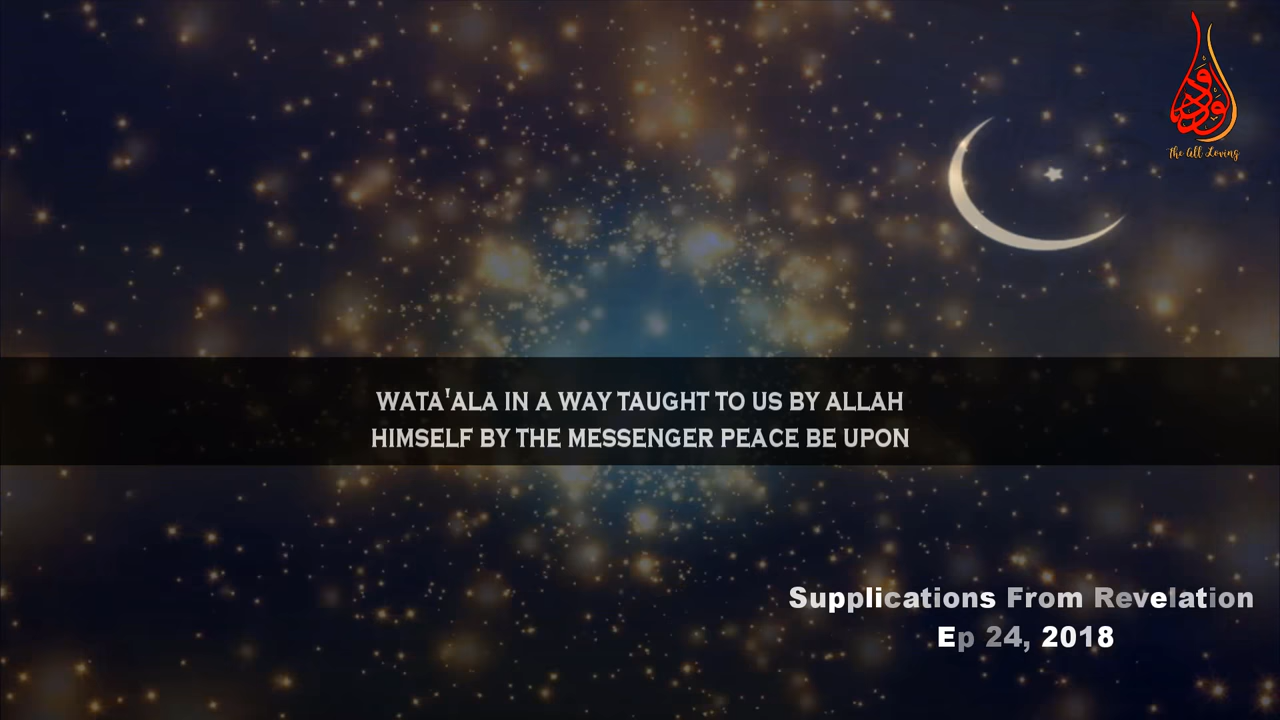 الودود
The All Loving
WATA'ALA IN A WAY TAUGHT TO US BY ALLAH
HIMSELF BY THE MESSENGER PEACE BE UPON
Supplications From Revelation
Ep 24, 2018